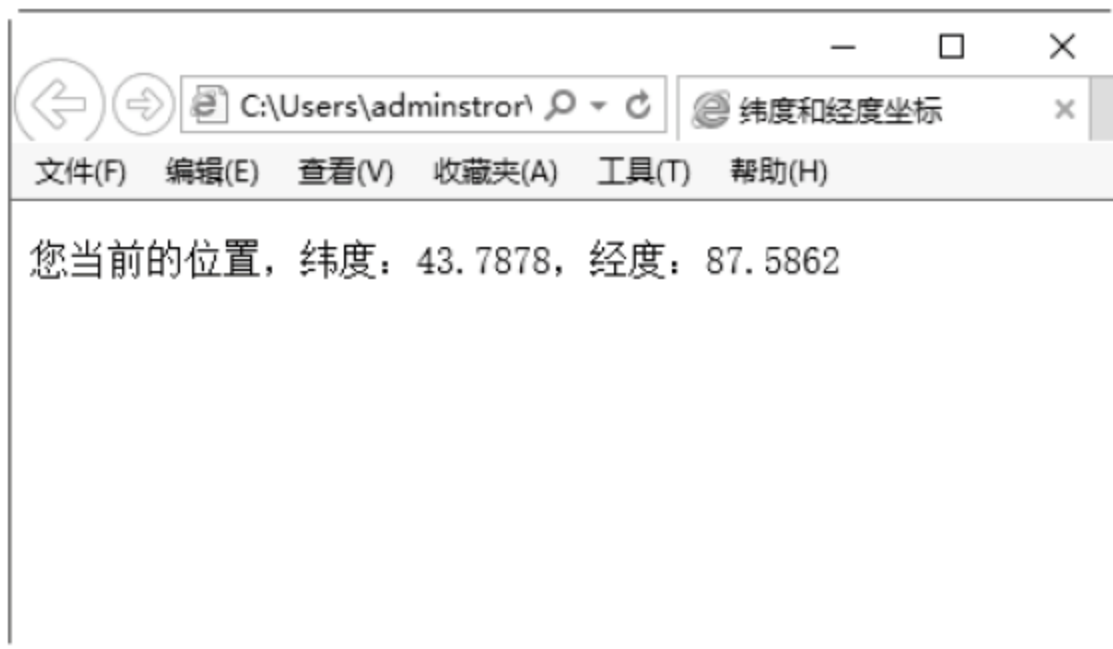 C:\Users\adminstror\
纬度和经度坐标
文件(F) 编辑(E) 查看(V) 收藏夹(A) 工具(T) 帮助(H)
您当前的位置，纬度：43.7878，经度：87.5862